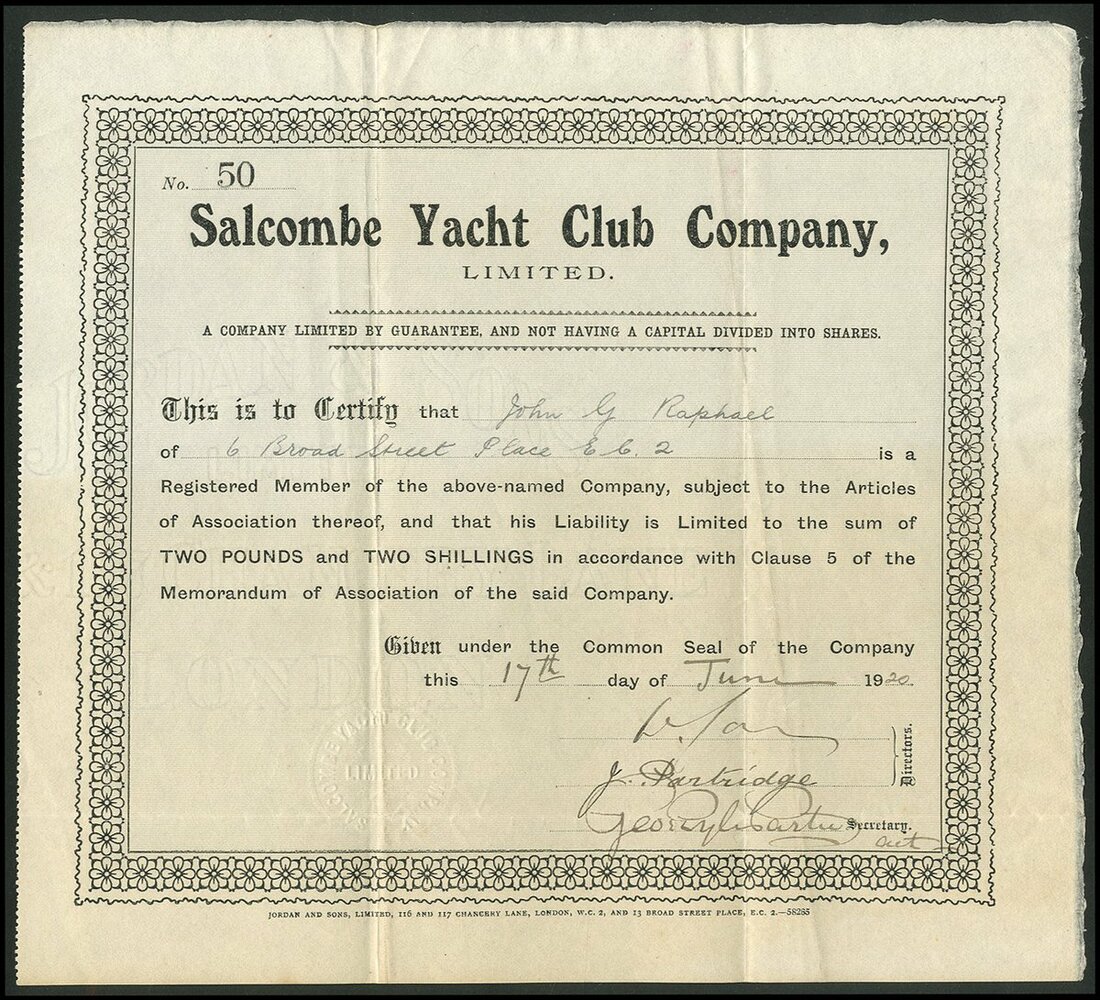 No. 50
Salcombe Yacht Club Company,
LIMITED.
A COMPANY LIMITED BY GUARANTEE, AND NOT HAVING A CAPITAL DIVIDED INTO SHARES.
This is to Certify that John G Raphael
of 6 Broad Street Place E C. 2 is a
Registered Member of the above-named Company, subject to the Articles
of Association thereof, and that his Liability is Limited to the sum of
TWO POUNDS and TWO SHILLINGS in accordance with Clause 5 of the
Memorandum of Association of the said Company.
Given under the Common Seal of the Company
this 17th day of June 1920
Directors.
J. Partridge
Secretary.
SALCOMBE YACHT CLUB COMPANY
LIMITED
JORDAN AND SONS, LIMITED, 116 AND 117 CHANCERY LANE, LONDON, W.C. 2, AND 13 BROAD STREET PLACE, E.C. 2.—58285